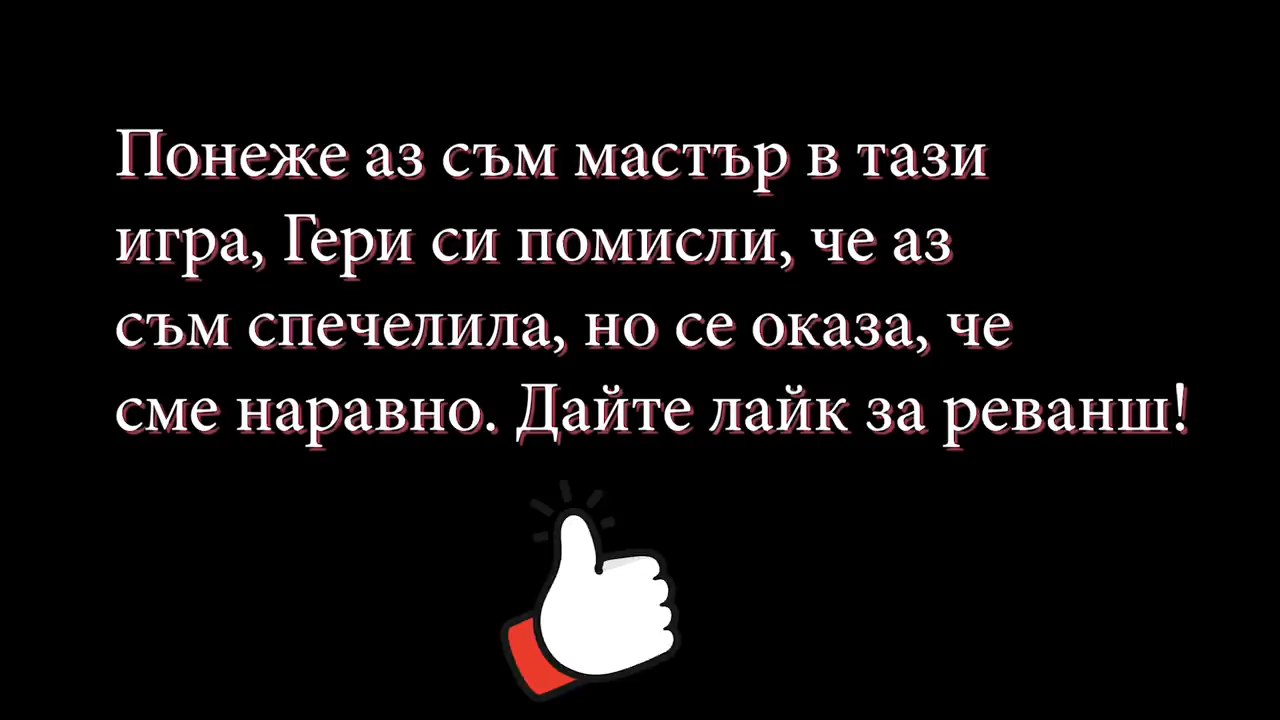 Понеже аз съм мастър в тази
игра, Гери си помисли, че аз
съм спечелила, но се оказа, че
сме наравно. Дайте лайк за реванш!